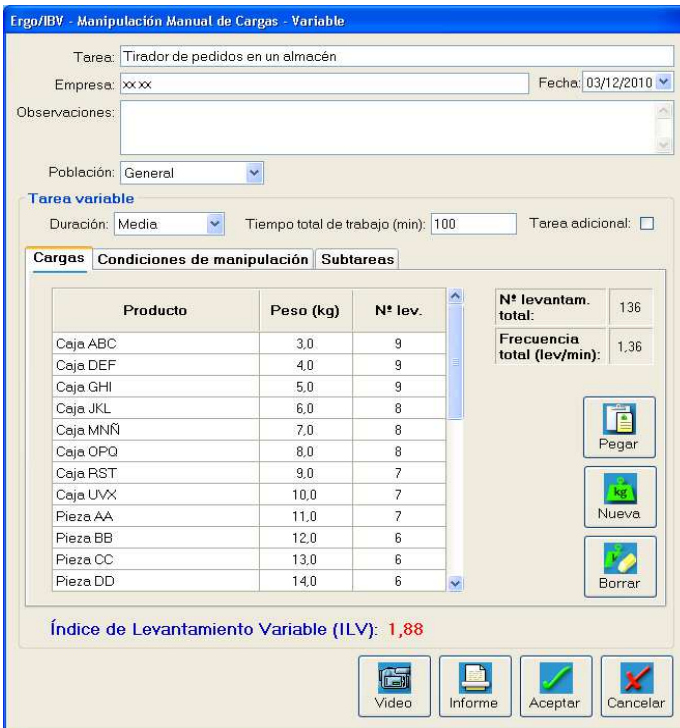 Ergo/IBV - Manipulación Manual de Cargas - Variable
Tarea: Tirador de pedidos en un almacén
Empresa: xx xx Fecha: 03/12/2010
Observaciones:
Población: General
Tarea variable
Duración: Media Tiempo total de trabajo (min): 100 Tarea adicional:
Cargas Condiciones de manipulación Subtareas
Producto Peso (kg) Nº lev.
Caja ABC 3,0 9
Caja DEF 4,0 9
Caja GHI 5,0 9
Caja JKL 6,0 8
Caja MNÑ 7,0 8
Caja OPQ 8,0 8
Caja RST 9,0 7
Caja UVX 10,0 7
Pieza AA 11,0 7
Pieza BB 12,0 6
Pieza CC 13,0 6
Pieza DD 14,0 6
Nº levantam. total: 136
Frecuencia total (lev/min): 1,36
Pegar
kg
Nueva
Borrar
Índice de Levantamiento Variable (ILV): 1,88
Video Informe Aceptar Cancelar